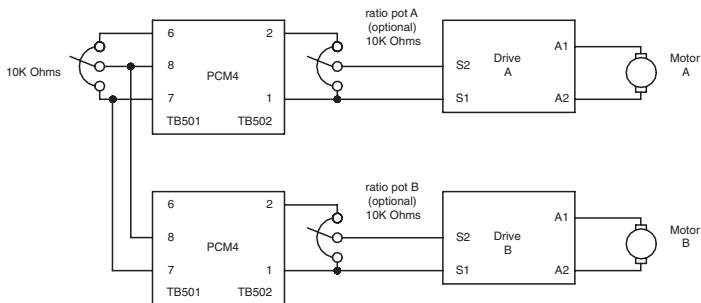 10K Ohms
6
8
7
TB501
PCM4
2
1
TB502
ratio pot A
(optional)
10K Ohms
S2
S1
Drive
A
A1
A2
Motor
A
6
8
7
TB501
PCM4
2
1
TB502
ratio pot B
(optional)
10K Ohms
S2
S1
Drive
B
A1
A2
Motor
B